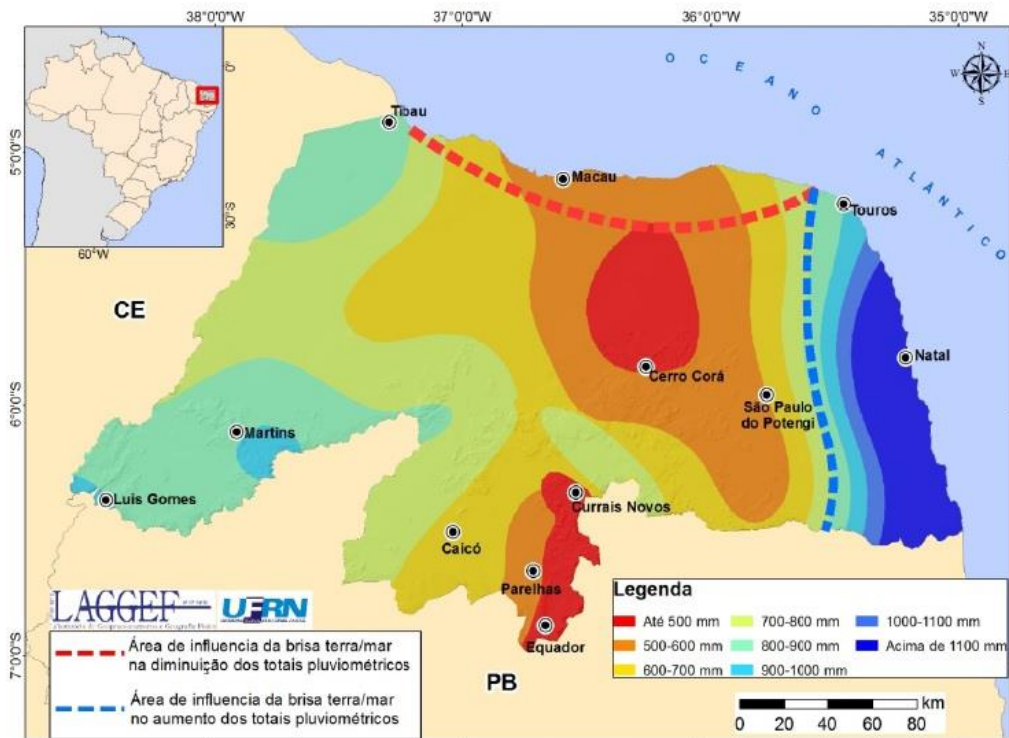 38°0'0"W 37°0'0"W 36°0'0"W 35°0'0"W
0°
30°S
60°W
5°0'0"S
6°0'0"S
7°0'0"S
OCEANO
ATLÁNTICO
N
W E
S
Tibau
Macau
Touros
CE
Natal
Cerro Corá
São Paulo
do Potengi
Martins
Luis Gomes
Currais Novos
Caicó
Parelhas
Equador
PB
LAGGEF
UFRN
Área de influencia da brisa terra/mar
na diminuição dos totais pluviométricos
Área de influencia da brisa terra/mar
no aumento dos totais pluviométricos
Legenda
Até 500 mm 700-800 mm 1000-1100 mm
500-600 mm 800-900 mm Acima de 1100 mm
600-700 mm 900-1000 mm
km
0 20 40 60 80